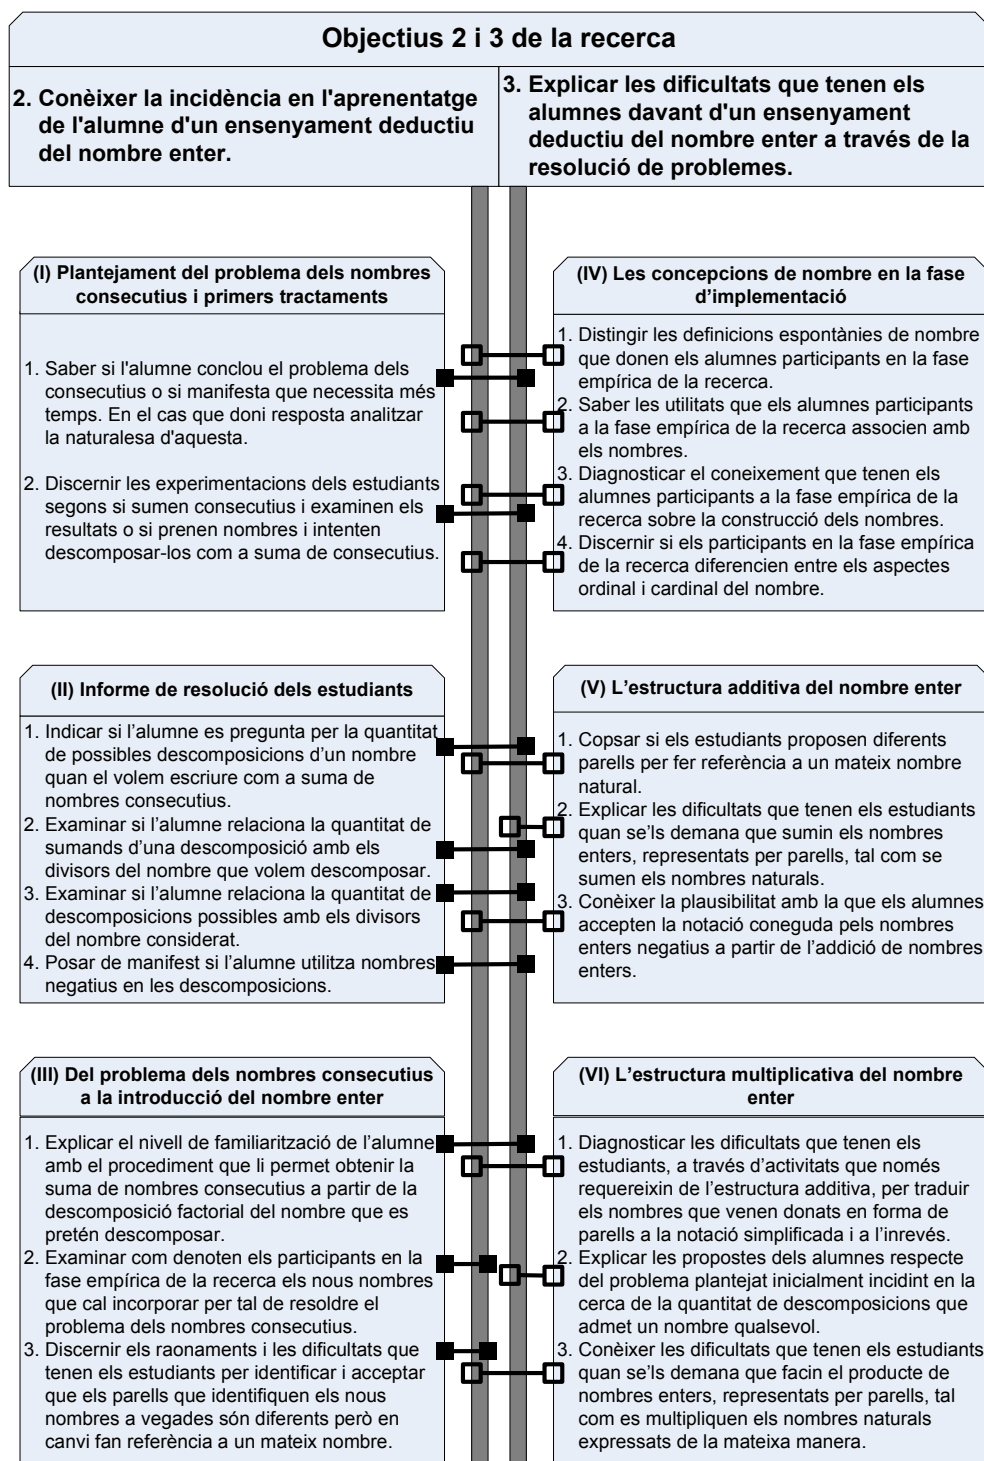 Objectius 2 i 3 de la recerca
2. Conèixer la incidència en l'aprenentatge
de l'alumne d'un ensenyament deductiu
del nombre enter.
3. Explicar les dificultats que tenen els
alumnes davant d'un ensenyament
deductiu del nombre enter a través de la
resolució de problemes.
(I) Plantejament del problema dels nombres
consecutius i primers tractaments
1. Saber si l'alumne conclou el problema dels
consecutius o si manifesta que necessita més
temps. En el cas que doni resposta analitzar
la naturalesa d'aquesta.
2. Discernir les experimentacions dels estudiants
segons si sumen consecutius i examinen els
resultats o si prenen nombres i intenten
descomposar-los com a suma de consecutius.
(II) Informe de resolució dels estudiants
1. Indicar si l’alumne es pregunta per la quantitat
de possibles descomposicions d’un nombre
quan el volem escriure com a suma de
nombres consecutius.
2. Examinar si l’alumne relaciona la quantitat de
sumands d’una descomposició amb els
divisors del nombre que volem descomposar.
3. Examinar si l’alumne relaciona la quantitat de
descomposicions possibles amb els divisors
del nombre considerat.
4. Posar de manifest si l’alumne utilitza nombres
negatius en les descomposicions.
(III) Del problema dels nombres consecutius
a la introducció del nombre enter
1. Explicar el nivell de familiarització de l’alumne
amb el procediment que li permet obtenir la
suma de nombres consecutius a partir de la
descomposició factorial del nombre que es
pretén descomposar.
2. Examinar com denoten els participants en la
fase empírica de la recerca els nous nombres
que cal incorporar per tal de resoldre el
problema dels nombres consecutius.
3. Discernir els raonaments i les dificultats que
tenen els estudiants per identificar i acceptar
que els parells que identifiquen els nous
nombres a vegades són diferents però en
canvi fan referència a un mateix nombre.
(IV) Les concepcions de nombre en la fase
d’implementació
1. Distingir les definicions espontànies de nombre
que donen els alumnes participants en la fase
empírica de la recerca.
2. Saber les utilitats que els alumnes participants
a la fase empírica de la recerca associen amb
els nombres.
3. Diagnosticar el coneixement que tenen els
alumnes participants a la fase empírica de la
recerca sobre la construcció dels nombres.
4. Discernir si els participants en la fase empírica
de la recerca diferencien entre els aspectes
ordinal i cardinal del nombre.
(V) L’estructura additiva del nombre enter
1. Copsar si els estudiants proposen diferents
parells per fer referència a un mateix nombre
natural.
2. Explicar les dificultats que tenen els estudiants
quan se’ls demana que sumin els nombres
enters, representats per parells, tal com se
sumen els nombres naturals.
3. Conèixer la plausibilitat amb la que els alumnes
accepten la notació coneguda pels nombres
enters negatius a partir de l’addició de nombres
enters.
(VI) L’estructura multiplicativa del nombre
enter
1. Diagnosticar les dificultats que tenen els
estudiants, a través d’activitats que només
requereixin de l’estructura additiva, per traduir
els nombres que venen donats en forma de
parells a la notació simplificada i a l’inrevés.
2. Explicar les propostes dels alumnes respecte
del problema plantejat inicialment incidint en la
cerca de la quantitat de descomposicions que
admet un nombre qualsevol.
3. Conèixer les dificultats que tenen els estudiants
quan se’ls demana que facin el producte de
nombres enters, representats per parells, tal
com es multipliquen els nombres naturals
expressats de la mateixa manera.